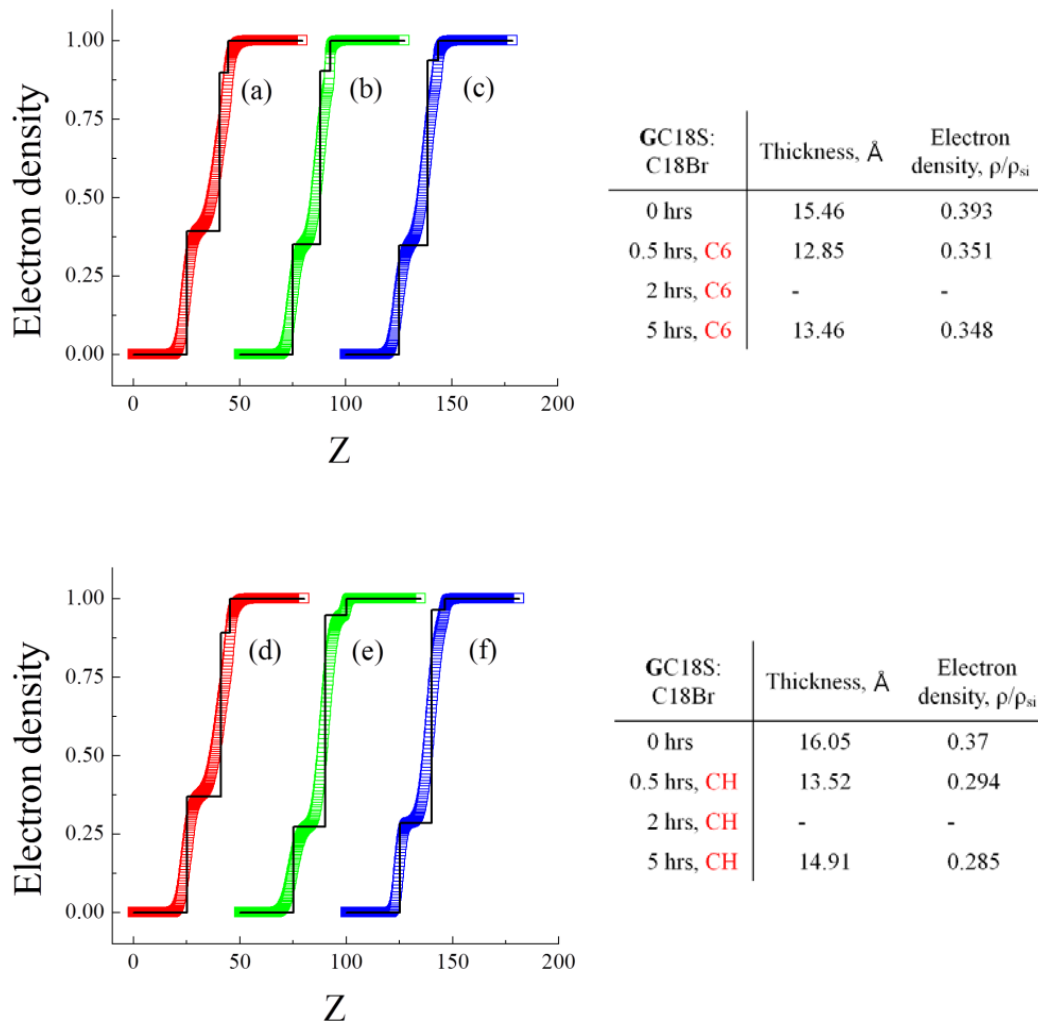 Electron density
1.00
0.75
0.50
0.25
0.00
(a)
(b)
(c)
0
50
100
150
200
Z
GC18S:
C18Br
Thickness, Å
Electron
density, ρ/ρsi
0 hrs 15.46 0.393
0.5 hrs, C6 12.85 0.351
2 hrs, C6 - -
5 hrs, C6 13.46 0.348
Electron density
1.00
0.75
0.50
0.25
0.00
(d)
(e)
(f)
0
50
100
150
200
Z
GC18S:
C18Br
Thickness, Å
Electron
density, ρ/ρsi
0 hrs 16.05 0.37
0.5 hrs, CH 13.52 0.294
2 hrs, CH - -
5 hrs, CH 14.91 0.285